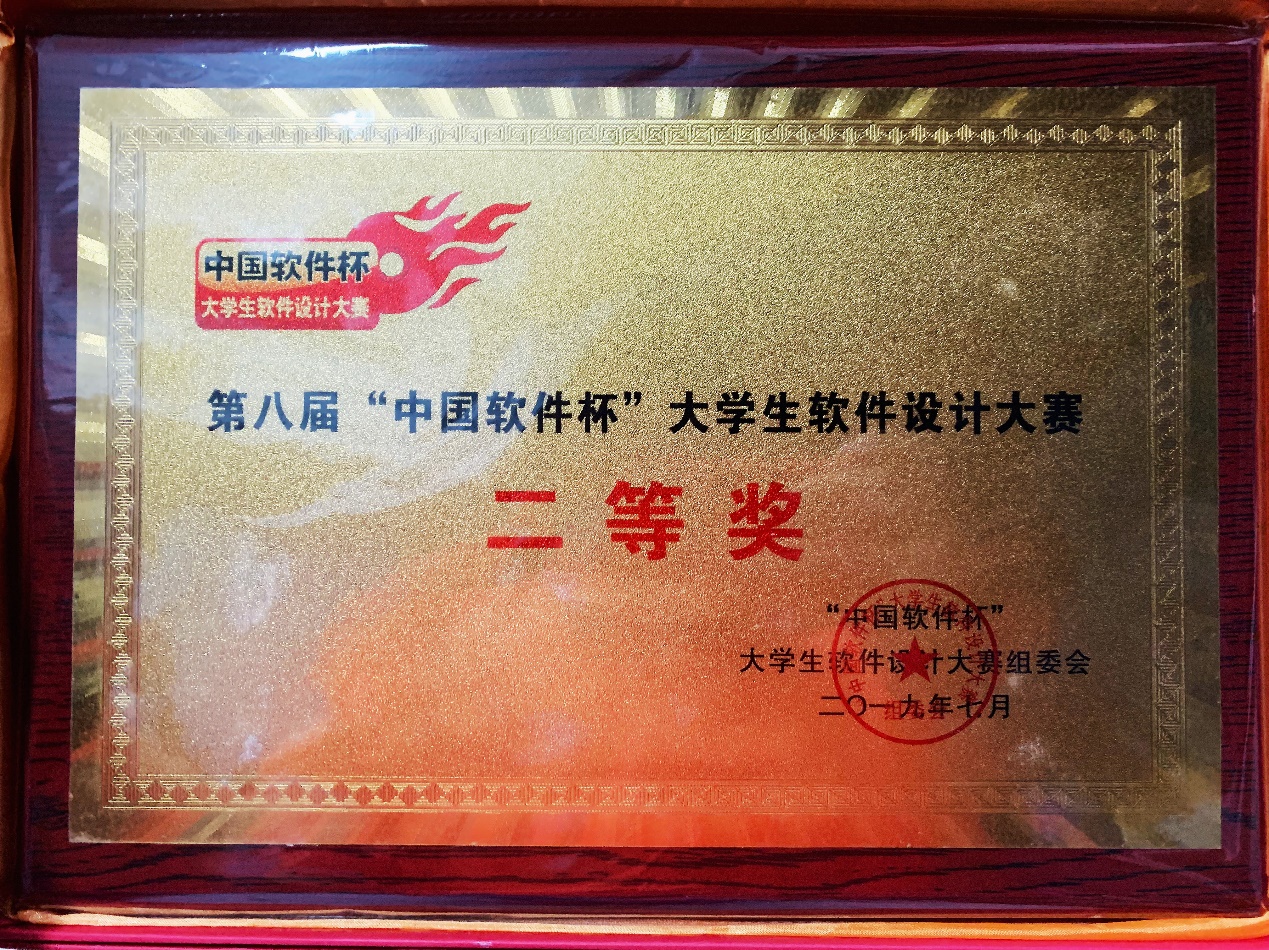 中国软件杯
大学生软件设计大赛
第八届“中国软件杯”大学生软件设计大赛
二等奖
“中国软件杯”
大学生软件设计大赛组委会
二〇一九年七月
组委会